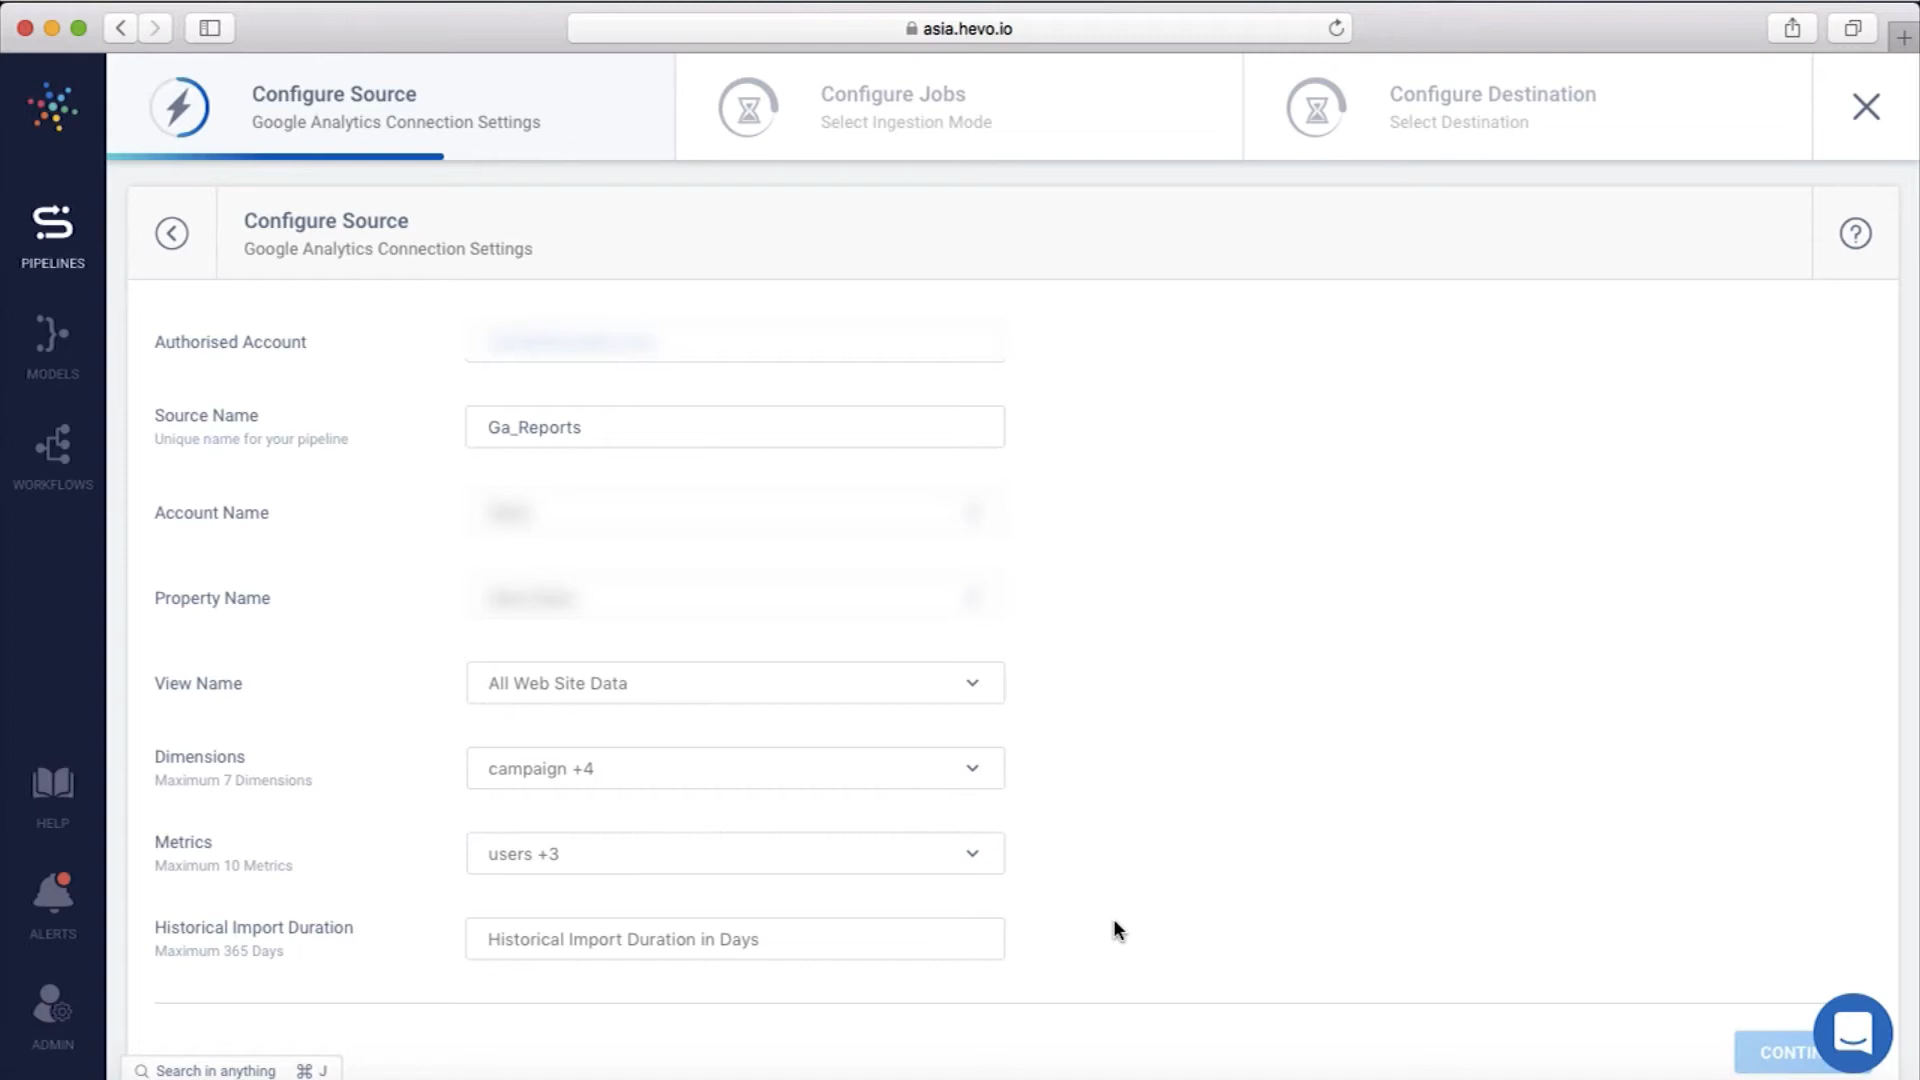 asia.hevo.io
Configure Source
Google Analytics Connection Settings
Configure Jobs
Select Ingestion Mode
Configure Destination
Select Destination
PIPELINES
MODELS
WORKFLOWS
HELP
ALERTS
ADMIN
Configure Source
Google Analytics Connection Settings
Authorised Account
Source Name
Unique name for your pipeline
Ga_Reports
Account Name
Property Name
View Name
All Web Site Data
Dimensions
Maximum 7 Dimensions
campaign +4
Metrics
Maximum 10 Metrics
users +3
Historical Import Duration
Maximum 365 Days
Historical Import Duration in Days
CONTI
Search in anything ⌘ J